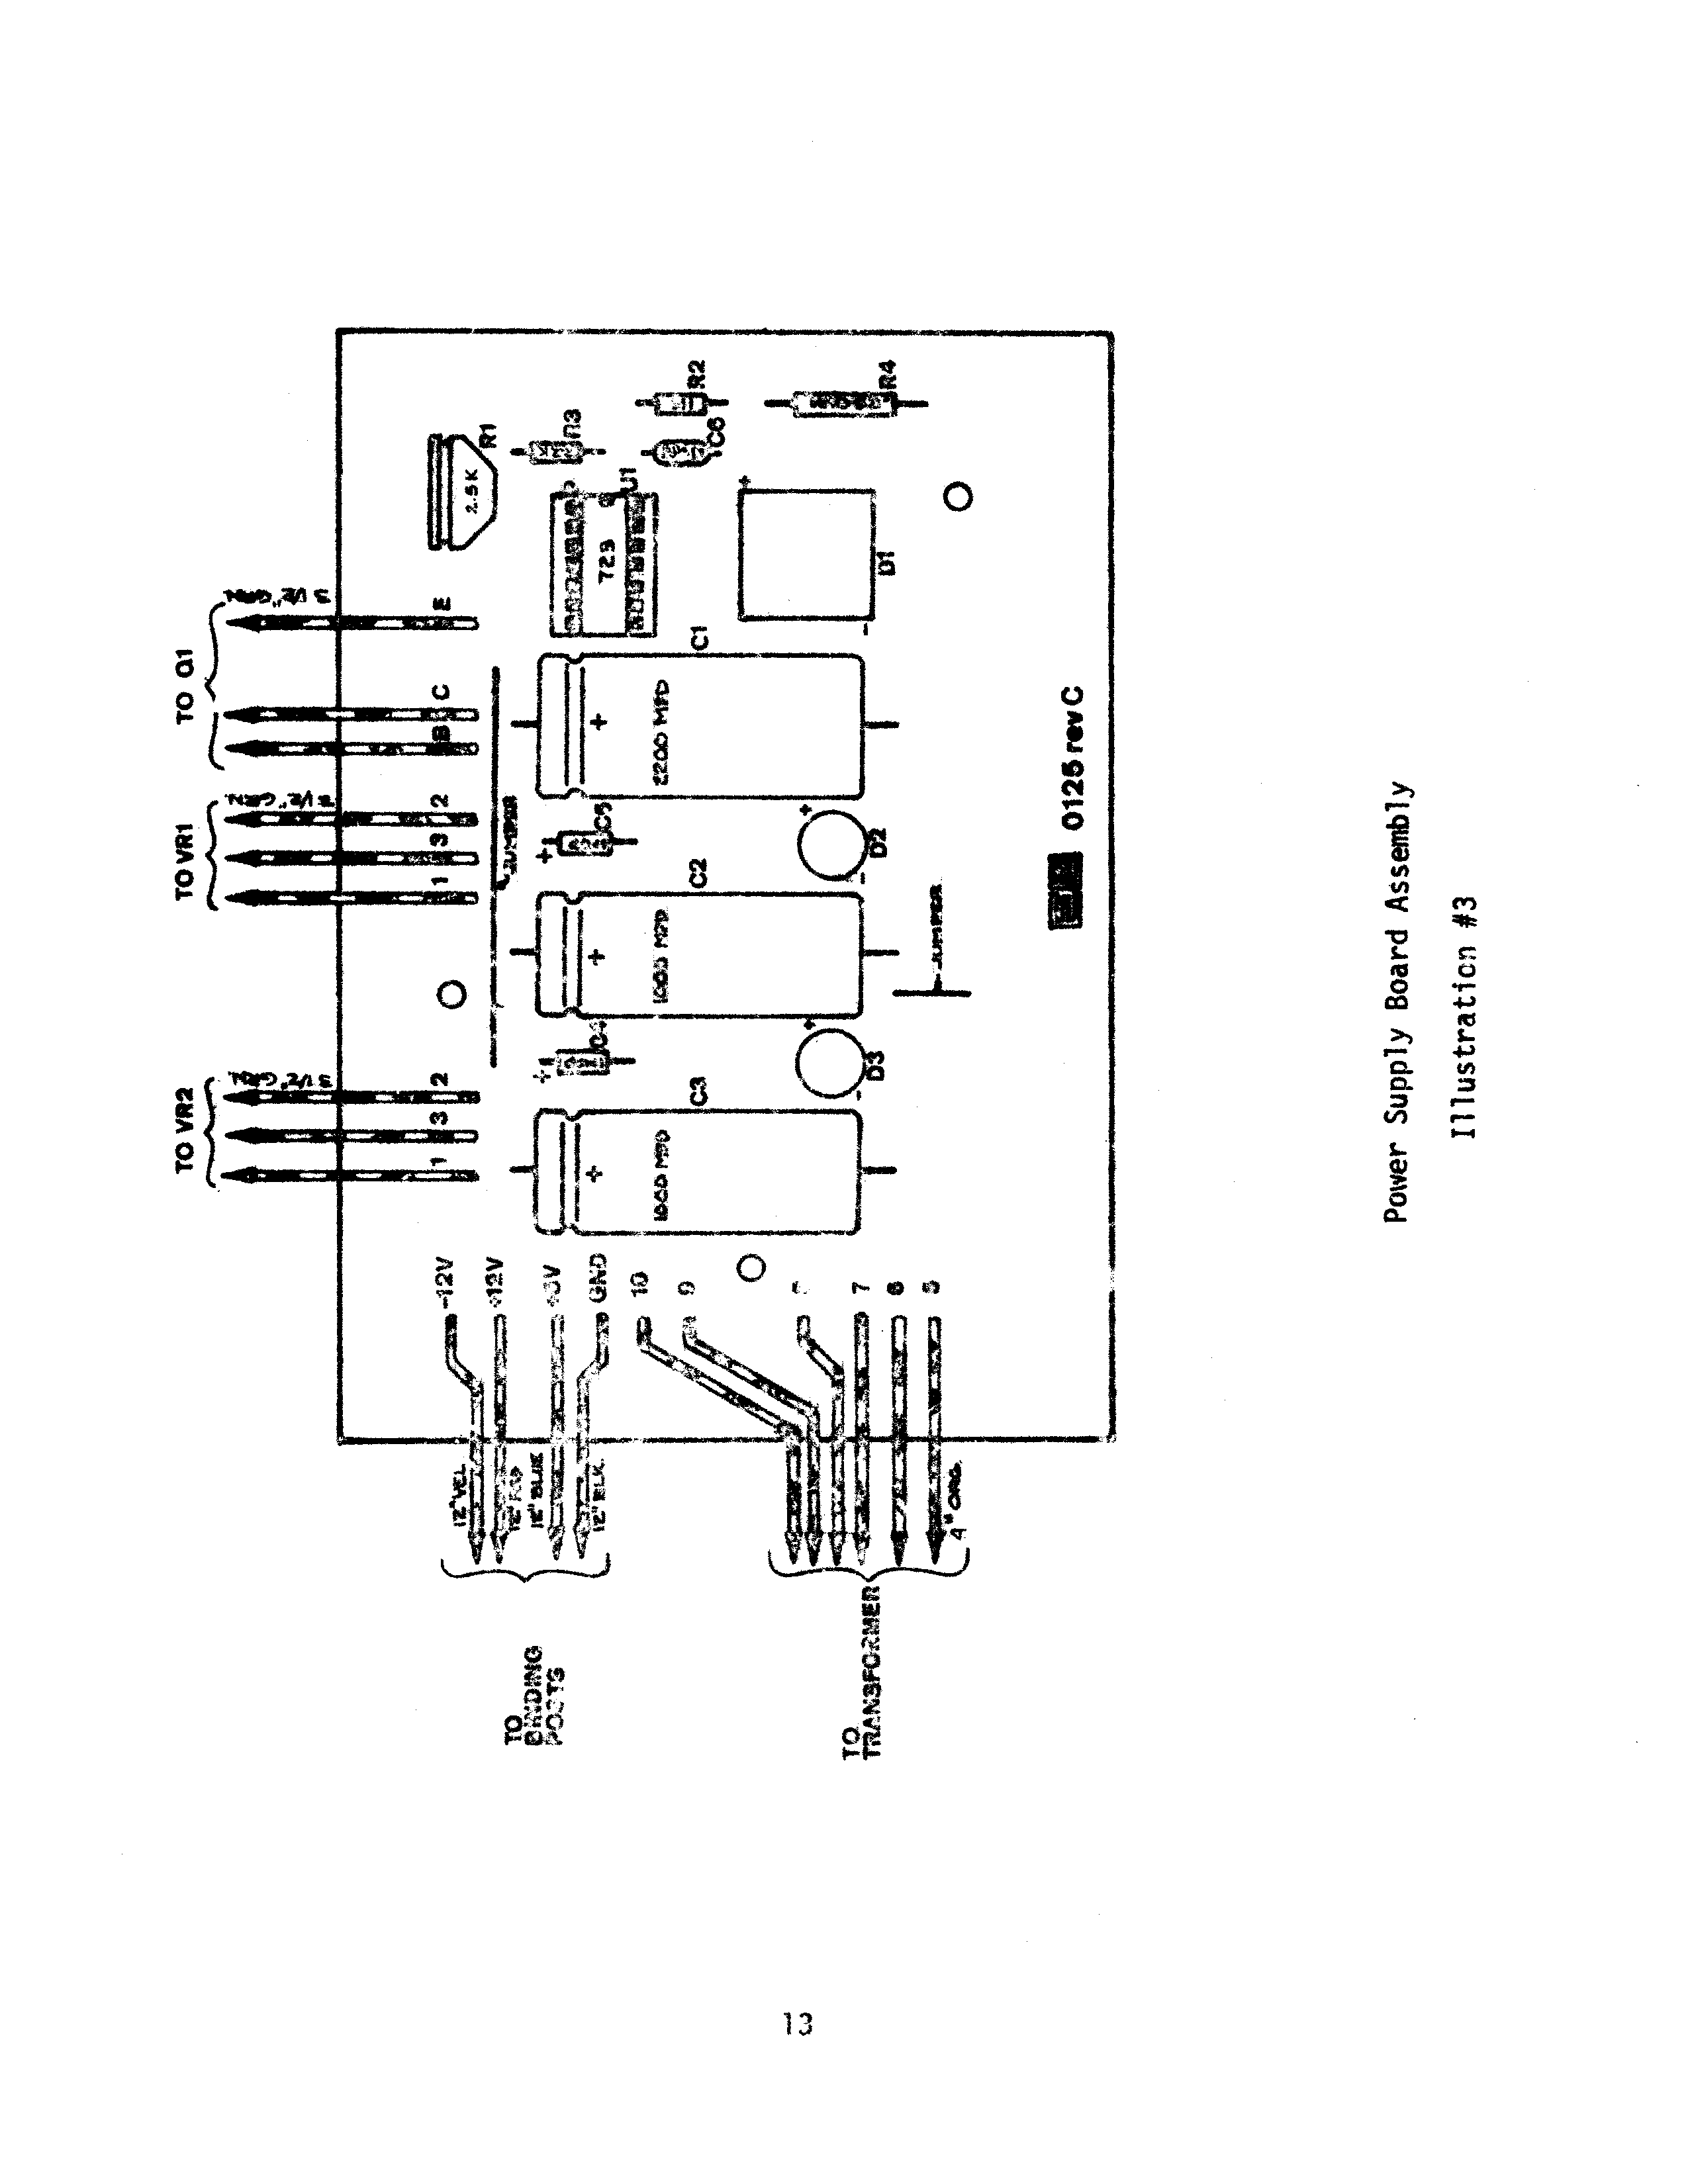 TO VR2
TO VR1
TO Q1
3 1/2" GRN.
3 1/2" GRN.
3 1/2" GRN.
1
3
2
1
3
2
B
C
E
JUMPER
R1
2.5K
R3
U1
723
R2
C6
R4
D1
+
-
C1
+
2200 MFD
C5
+
D2
+
-
C2
+
1000 MFD
JUMPER
C4
+
D3
+
-
C3
+
1000 MFD
-12V
+12V
GND
10
9
7
6
5
12" YEL.
12" RED
12" BLUE
12" BLK.
4" ORG.
TO
BINDING
POSTS
TO
TRANSFORMER
0125 rev C
Power Supply Board Assembly
Illustration #3
13